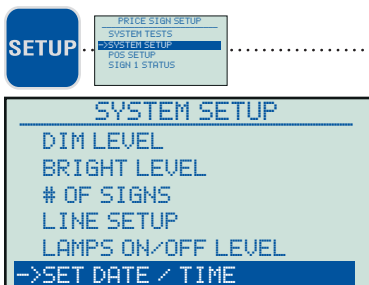 SETUP
PRICE SIGN SETUP
SYSTEM TESTS
->SYSTEM SETUP
POS SETUP
SIGN 1 STATUS
SYSTEM SETUP
DIM LEVEL
BRIGHT LEVEL
# OF SIGNS
LINE SETUP
LAMPS ON/OFF LEVEL
->SET DATE / TIME